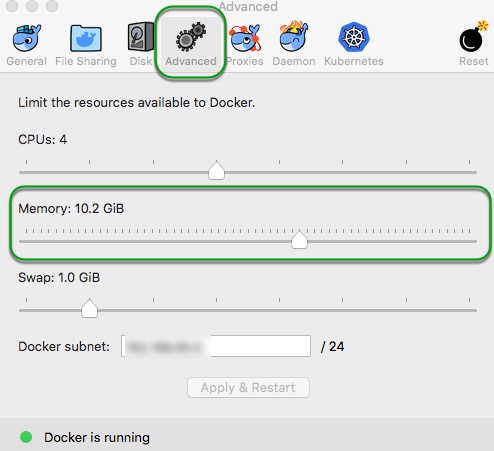 Advanced
General File Sharing Disk Advanced Proxies Daemon Kubernetes Reset
Limit the resources available to Docker.
CPUs: 4
Memory: 10.2 GiB
Swap: 1.0 GiB
Docker subnet: / 24
Apply & Restart
Docker is running